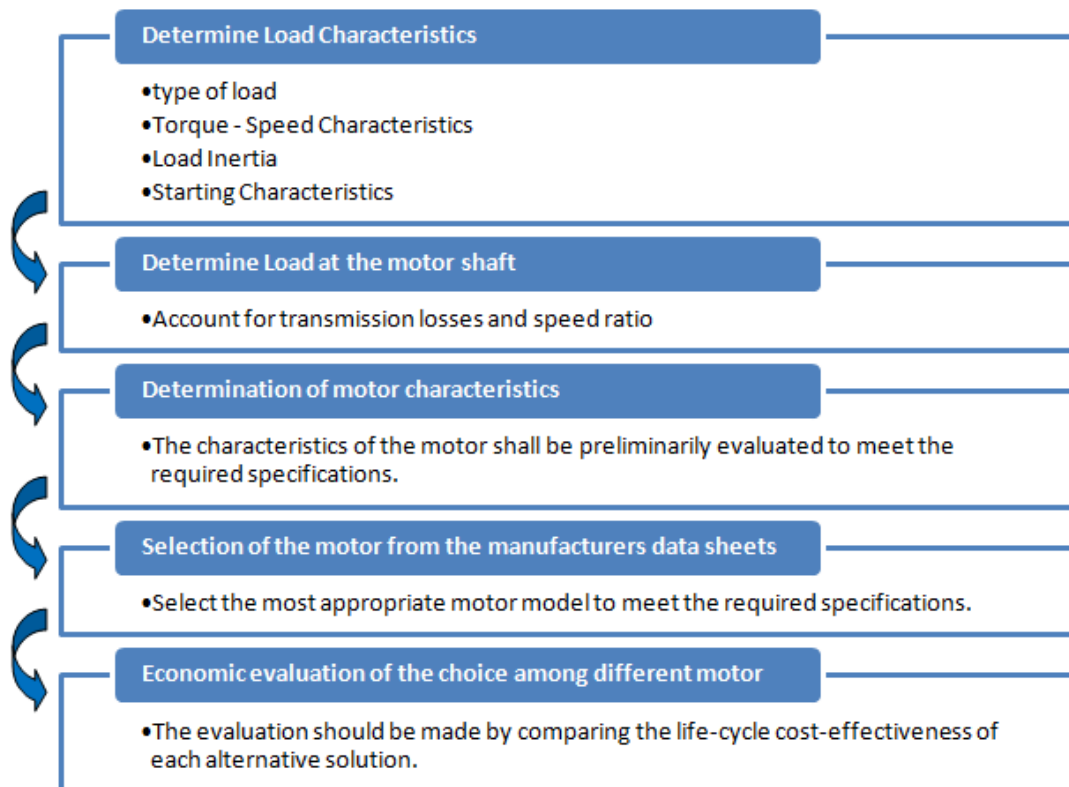 Determine Load Characteristics
•type of load
•Torque - Speed Characteristics
•Load Inertia
•Starting Characteristics
Determine Load at the motor shaft
•Account for transmission losses and speed ratio
Determination of motor characteristics
•The characteristics of the motor shall be preliminarily evaluated to meet the
required specifications.
Selection of the motor from the manufacturers data sheets
•Select the most appropriate motor model to meet the required specifications.
Economic evaluation of the choice among different motor
•The evaluation should be made by comparing the life-cycle cost-effectiveness of
each alternative solution.